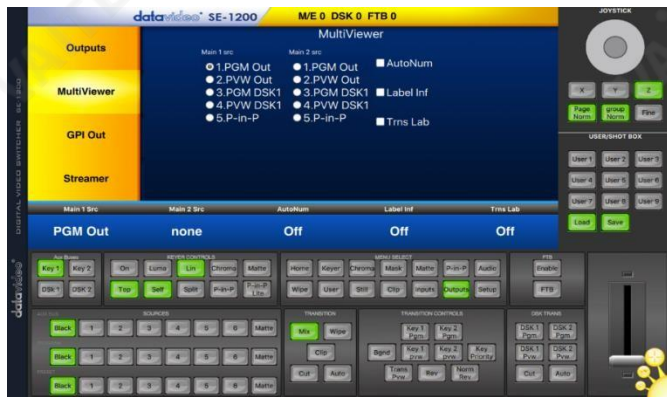 datavideo SE-1200
M/E 0 DSK 0 FTB 0
JOYSTICK
MultiViewer
Outputs
MultiViewer
GPI Out
Streamer
Main 1 src
1.PGM Out
2.PVW Out
3.PGM DSK1
4.PVW DSK1
5.P-in-P
Main 2 src
1.PGM Out
2.PVW Out
3.PGM DSK1
4.PVW DSK1
5.P-in-P
AutoNum
Label Inf
Trns Lab
X Y Z
Page Norm
group Norm
Fine
USER/SHOT BOX
User 1 User 2 User 3
User 4 User 5 User 6
User 7 User 8 User 9
Load Save
Main 1 Src Main 2 Src AutoNum Label Inf Trns Lab
PGM Out none Off Off Off
DIGITAL VIDEO SWITCHER SE-1200
datavideo
Aux Buses
Key 1 Key 2
DSK 1 DSK 2
KEYER CONTROLS
On Luma Lin Chroma Matte
Top Self Split P-in-P P-in-P Lite
MENU SELECT
Home Keyer Chroma Mask Matte P-in-P Audio
Wipe User Still Clip Inputs Outputs Setup
FTB
Enable
FTB
SOURCES
Black 1 2 3 4 5 6 Matte
Black 1 2 3 4 5 6 Matte
Black 1 2 3 4 5 6 Matte
TRANSITION
Mix Wipe
Clip
Cut Auto
TRANSITION CONTROLS
Key 1 Pgm
Key 2 Pgm
Bgnd
Key 1 pvw
Key 2 pvw
Key Priority
Trans Pvw
Rev
Norm Rev
DSK TRANS
DSK 1 Pgm
DSK 2 Pgm
DSK 1 Pvw
DSK 2 Pvw
Cut Auto